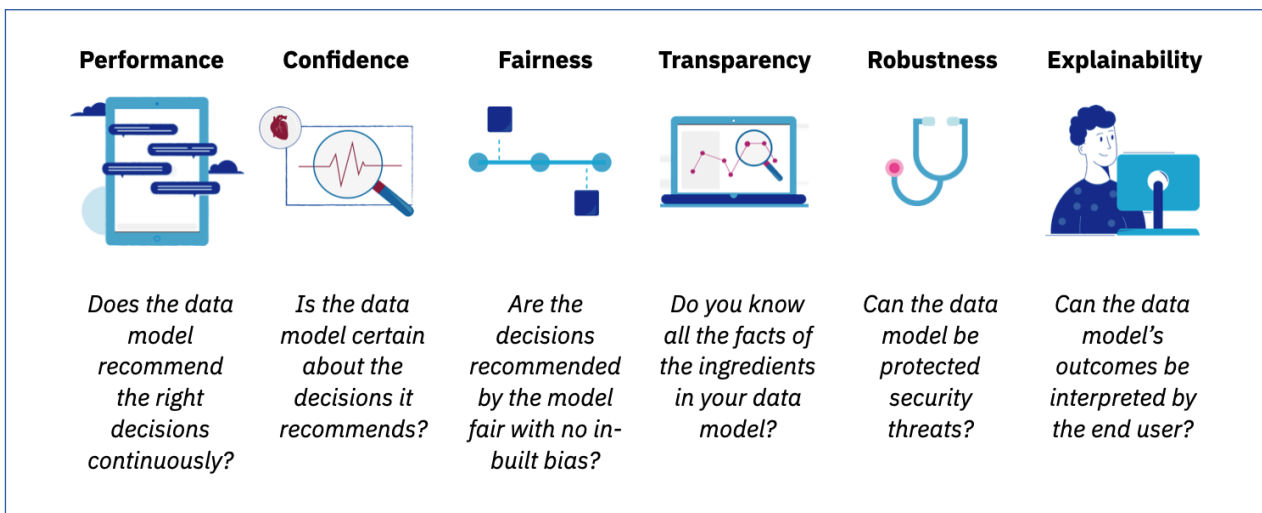 Performance
Does the data
model
recommend
the right
decisions
continuously?
Confidence
Is the data
model certain
about the
decisions it
recommends?
Fairness
Are the
decisions
recommended
by the model
fair with no in-
built bias?
Transparency
Do you know
all the facts of
the ingredients
in your data
model?
Robustness
Can the data
model be
protected
security
threats?
Explainability
Can the data
model’s
outcomes be
interpreted by
the end user?